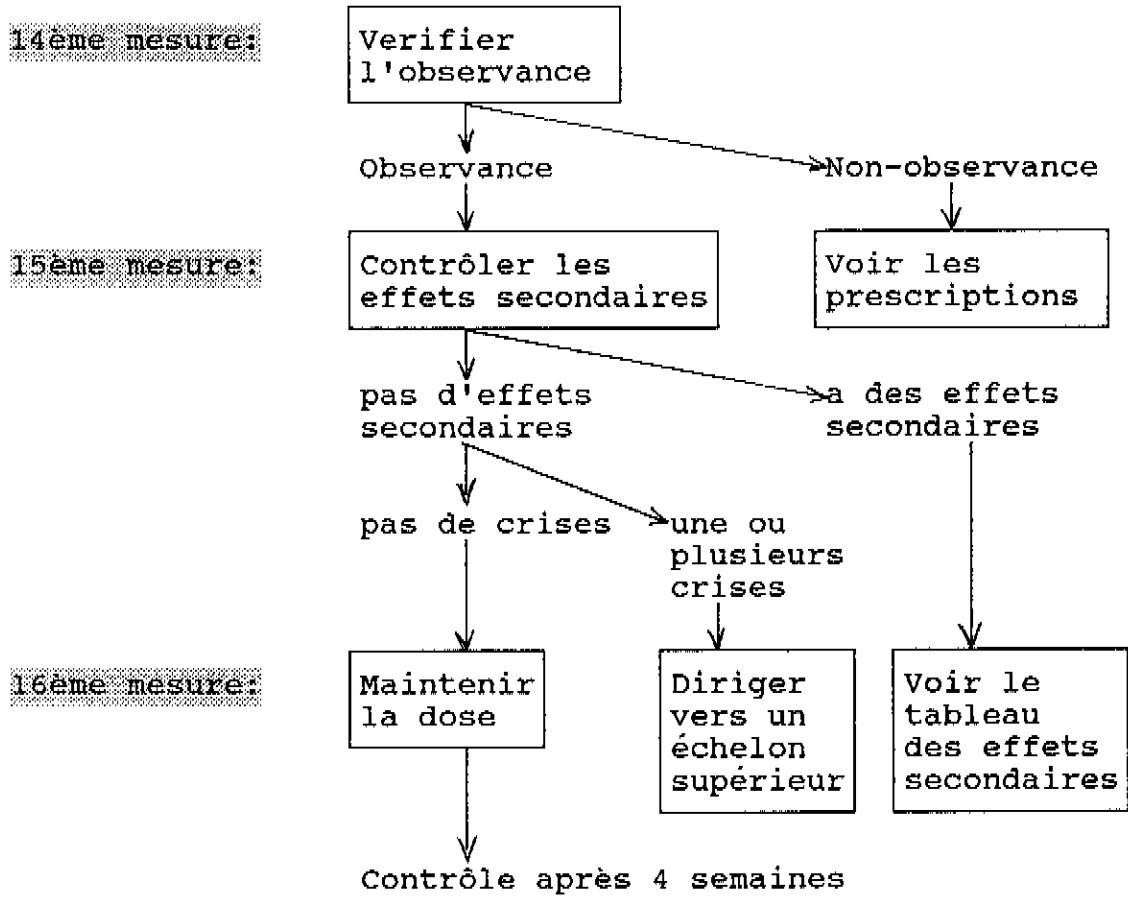 14ème mesure:
Verifier
l'observance
Observance
Non-observance
15ème mesure:
Contrôler les
effets secondaires
Voir les
prescriptions
pas d'effets
secondaires
a des effets
secondaires
pas de crises
une ou
plusieurs
crises
16ème mesure:
Maintenir
la dose
Diriger
vers un
échelon
supérieur
Voir le
tableau
des effets
secondaires
Contrôle après 4 semaines